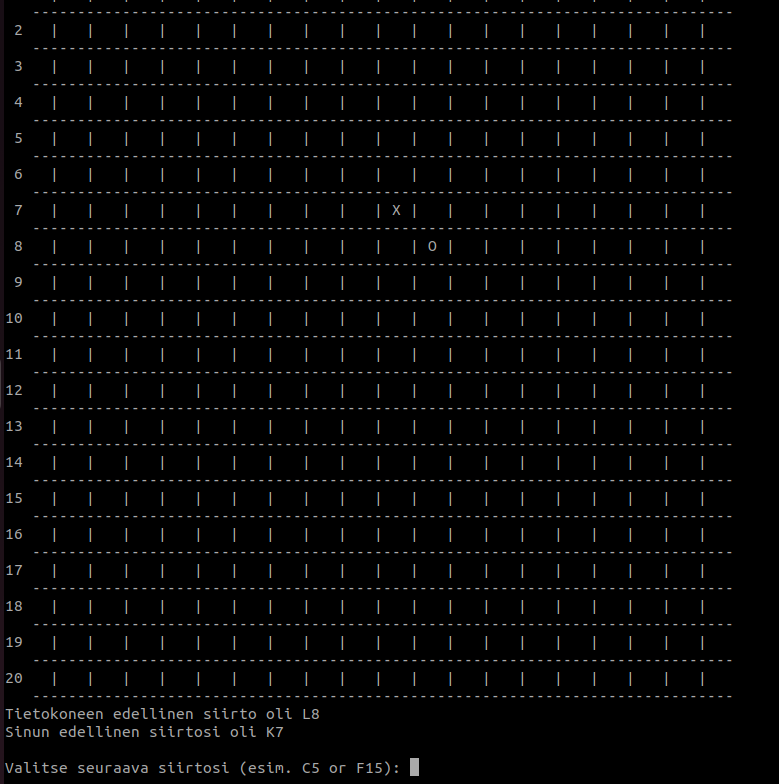 ------------------------------------------------------------------------------
 2   |   |   |   |   |   |   |   |   |   |   |   |   |   |   |   |   |   |   |
------------------------------------------------------------------------------
 3   |   |   |   |   |   |   |   |   |   |   |   |   |   |   |   |   |   |   |
------------------------------------------------------------------------------
 4   |   |   |   |   |   |   |   |   |   |   |   |   |   |   |   |   |   |   |
------------------------------------------------------------------------------
 5   |   |   |   |   |   |   |   |   |   |   |   |   |   |   |   |   |   |   |
------------------------------------------------------------------------------
 6   |   |   |   |   |   |   |   |   |   |   |   |   |   |   |   |   |   |   |
------------------------------------------------------------------------------
 7   |   |   |   |   |   |   |   |   |   | X |   |   |   |   |   |   |   |   |
------------------------------------------------------------------------------
 8   |   |   |   |   |   |   |   |   |   |   | O |   |   |   |   |   |   |   |
------------------------------------------------------------------------------
 9   |   |   |   |   |   |   |   |   |   |   |   |   |   |   |   |   |   |   |
------------------------------------------------------------------------------
10   |   |   |   |   |   |   |   |   |   |   |   |   |   |   |   |   |   |   |
------------------------------------------------------------------------------
11   |   |   |   |   |   |   |   |   |   |   |   |   |   |   |   |   |   |   |
------------------------------------------------------------------------------
12   |   |   |   |   |   |   |   |   |   |   |   |   |   |   |   |   |   |   |
------------------------------------------------------------------------------
13   |   |   |   |   |   |   |   |   |   |   |   |   |   |   |   |   |   |   |
------------------------------------------------------------------------------
14   |   |   |   |   |   |   |   |   |   |   |   |   |   |   |   |   |   |   |
------------------------------------------------------------------------------
15   |   |   |   |   |   |   |   |   |   |   |   |   |   |   |   |   |   |   |
------------------------------------------------------------------------------
16   |   |   |   |   |   |   |   |   |   |   |   |   |   |   |   |   |   |   |
------------------------------------------------------------------------------
17   |   |   |   |   |   |   |   |   |   |   |   |   |   |   |   |   |   |   |
------------------------------------------------------------------------------
18   |   |   |   |   |   |   |   |   |   |   |   |   |   |   |   |   |   |   |
------------------------------------------------------------------------------
19   |   |   |   |   |   |   |   |   |   |   |   |   |   |   |   |   |   |   |
------------------------------------------------------------------------------
20   |   |   |   |   |   |   |   |   |   |   |   |   |   |   |   |   |   |   |
------------------------------------------------------------------------------
Tietokoneen edellinen siirto oli L8
Sinun edellinen siirtosi oli K7
Valitse seuraava siirtosi (esim. C5 or F15):